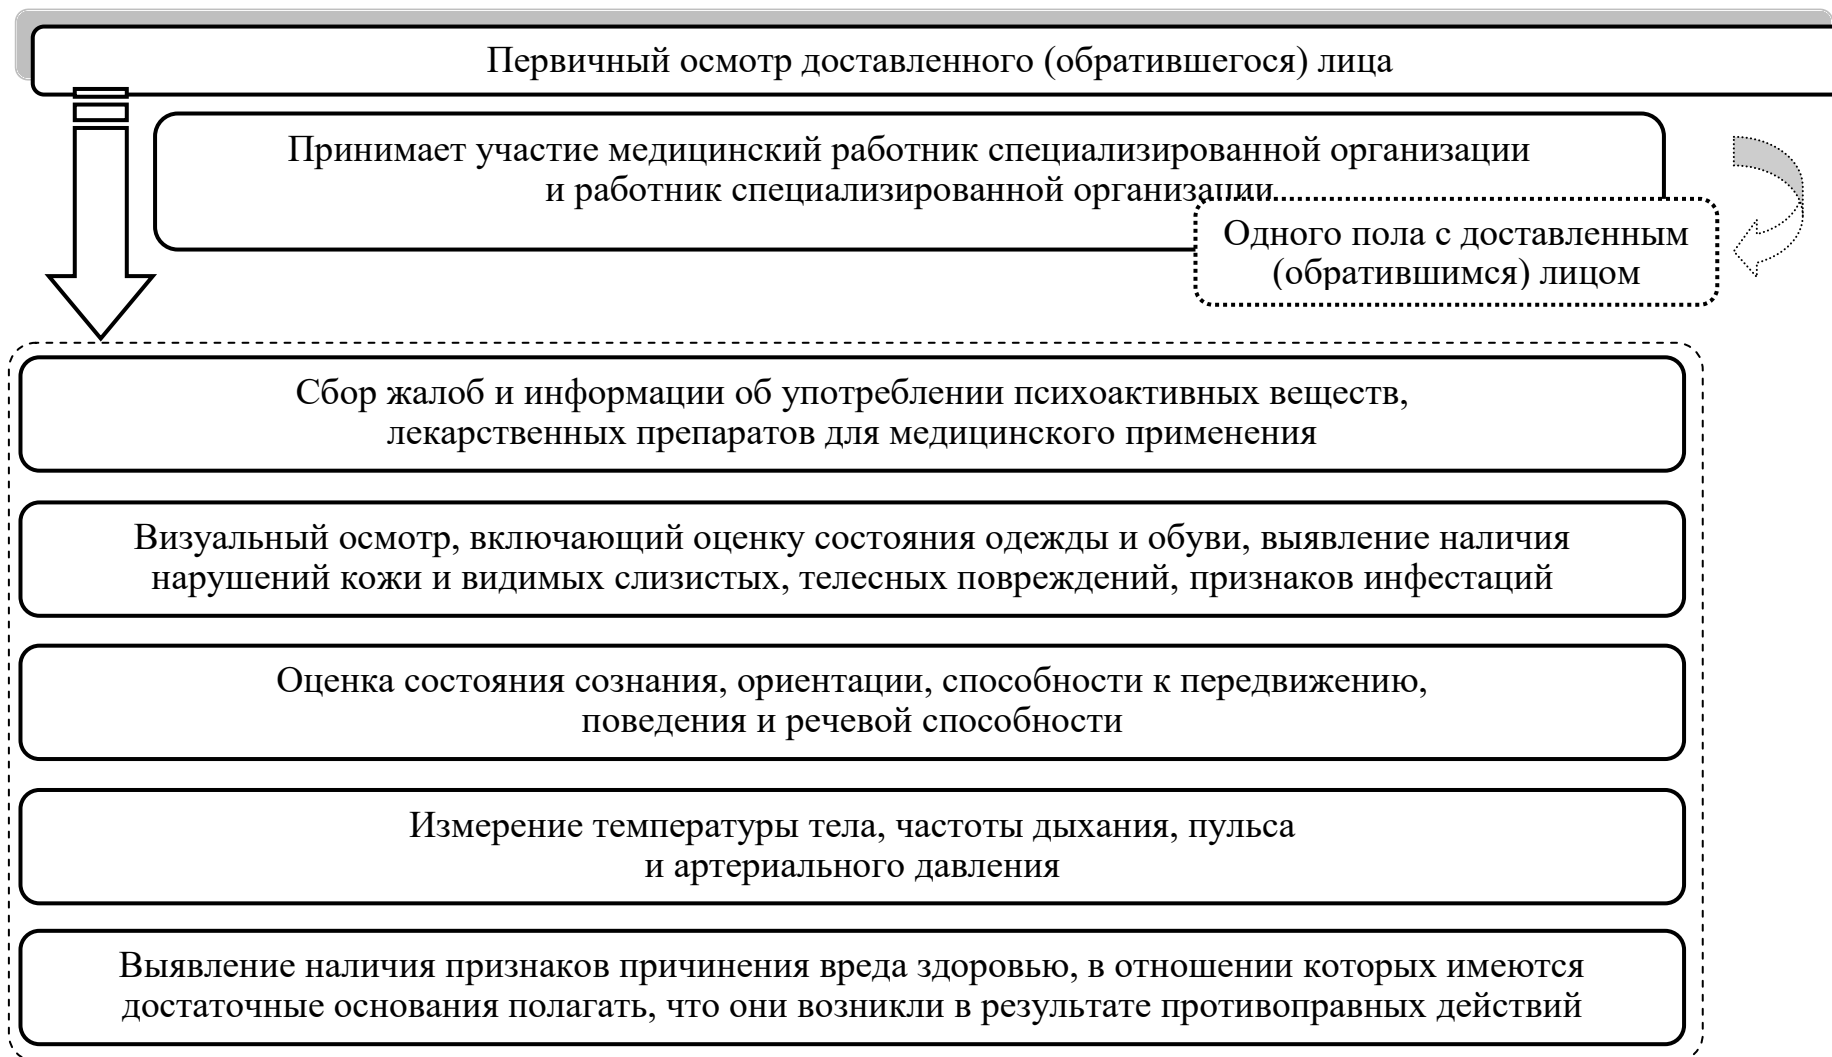 Первичный осмотр доставленного (обратившегося) лица
Принимает участие медицинский работник специализированной организации
и работник специализированной организации
Одного пола с доставленным
(обратившимся) лицом
Сбор жалоб и информации об употреблении психоактивных веществ,
лекарственных препаратов для медицинского применения
Визуальный осмотр, включающий оценку состояния одежды и обуви, выявление наличия
нарушений кожи и видимых слизистых, телесных повреждений, признаков инфестаций
Оценка состояния сознания, ориентации, способности к передвижению,
поведения и речевой способности
Измерение температуры тела, частоты дыхания, пульса
и артериального давления
Выявление наличия признаков причинения вреда здоровью, в отношении которых имеются
достаточные основания полагать, что они возникли в результате противоправных действий